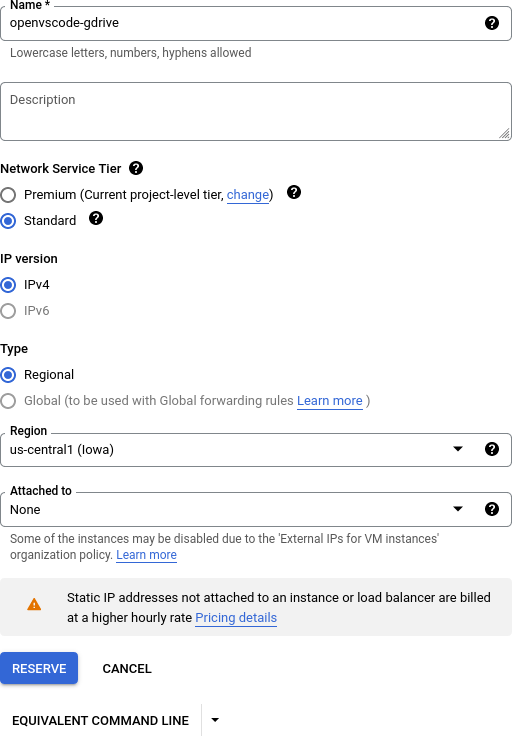 Name *
openvscode-gdrive
Lowercase letters, numbers, hyphens allowed
Description
Network Service Tier
Premium (Current project-level tier, change)
Standard
IP version
IPv4
IPv6
Type
Regional
Global (to be used with Global forwarding rules Learn more )
Region
us-central1 (Iowa)
Attached to
None
Some of the instances may be disabled due to the 'External IPs for VM instances'
organization policy. Learn more
Static IP addresses not attached to an instance or load balancer are billed
at a higher hourly rate Pricing details
RESERVE CANCEL
EQUIVALENT COMMAND LINE